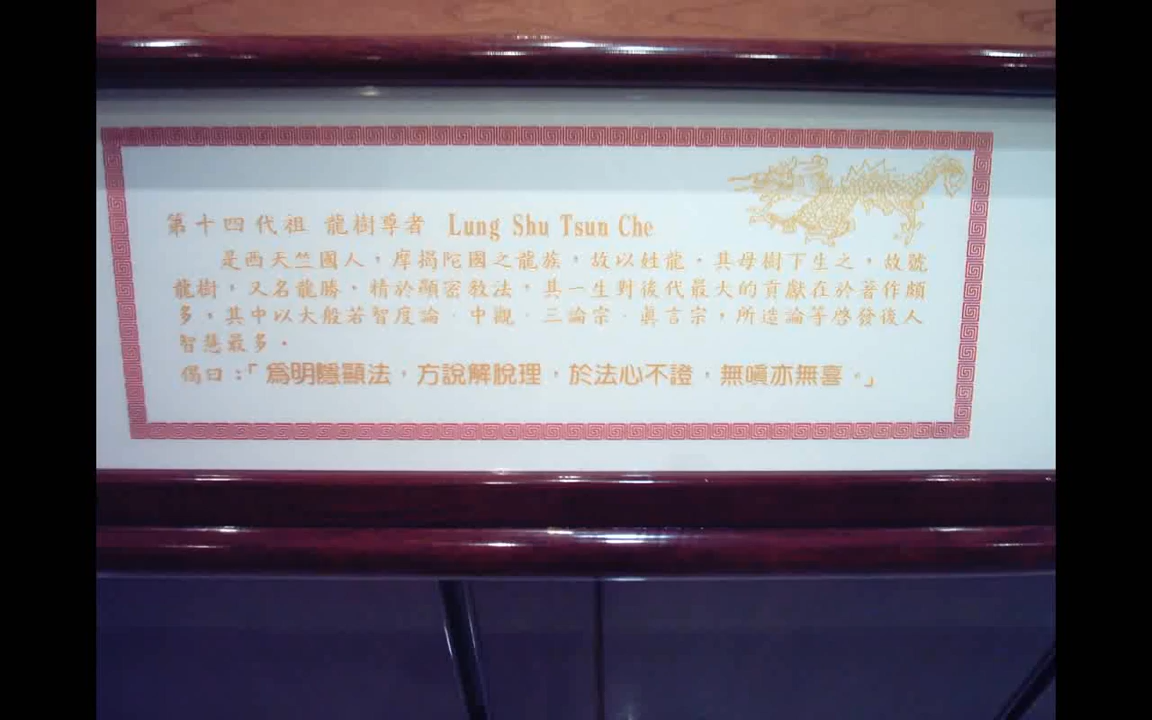 第十四代祖 龍樹尊者 Lung Shu Tsun Che
是西天竺國人，摩揭陀國之龍族，故以姓龍。其母樹下生之，故號
龍樹，又名龍勝。精於顯密教法，其一生對後代最大的貢獻在於著作頗
多，其中以大般若智度論．中觀．三論宗．眞言宗，所造論等啓發後人
智慧最多。
偈曰：「為明隱顯法，方說解脫理，於法心不證，無嗔亦無喜。」